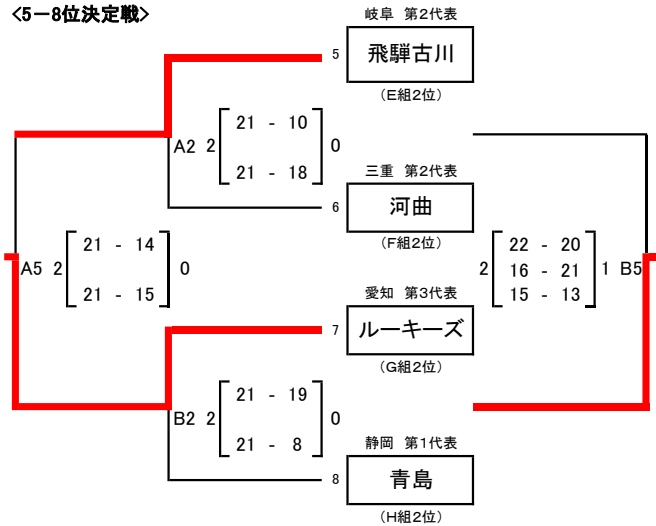 <5－8位決定戦>
岐阜 第2代表
5 飛騨古川
(E組2位)
A2 2 21 - 10 0
21 - 18
三重 第2代表
6 河曲
(F組2位)
A5 2 21 - 14 0
21 - 15
2 22 - 20 1 B5
16 - 21
15 - 13
愛知 第3代表
7 ルーキーズ
(G組2位)
B2 2 21 - 19 0
21 - 8
静岡 第1代表
8 青島
(H組2位)